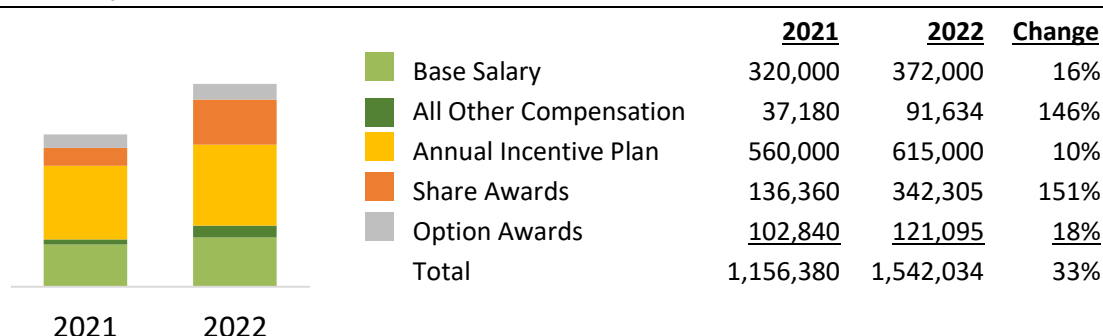 2021 2022 Change
Base Salary 320,000 372,000 16%
All Other Compensation 37,180 91,634 146%
Annual Incentive Plan 560,000 615,000 10%
Share Awards 136,360 342,305 151%
Option Awards 102,840 121,095 18%
Total 1,156,380 1,542,034 33%
2021 2022